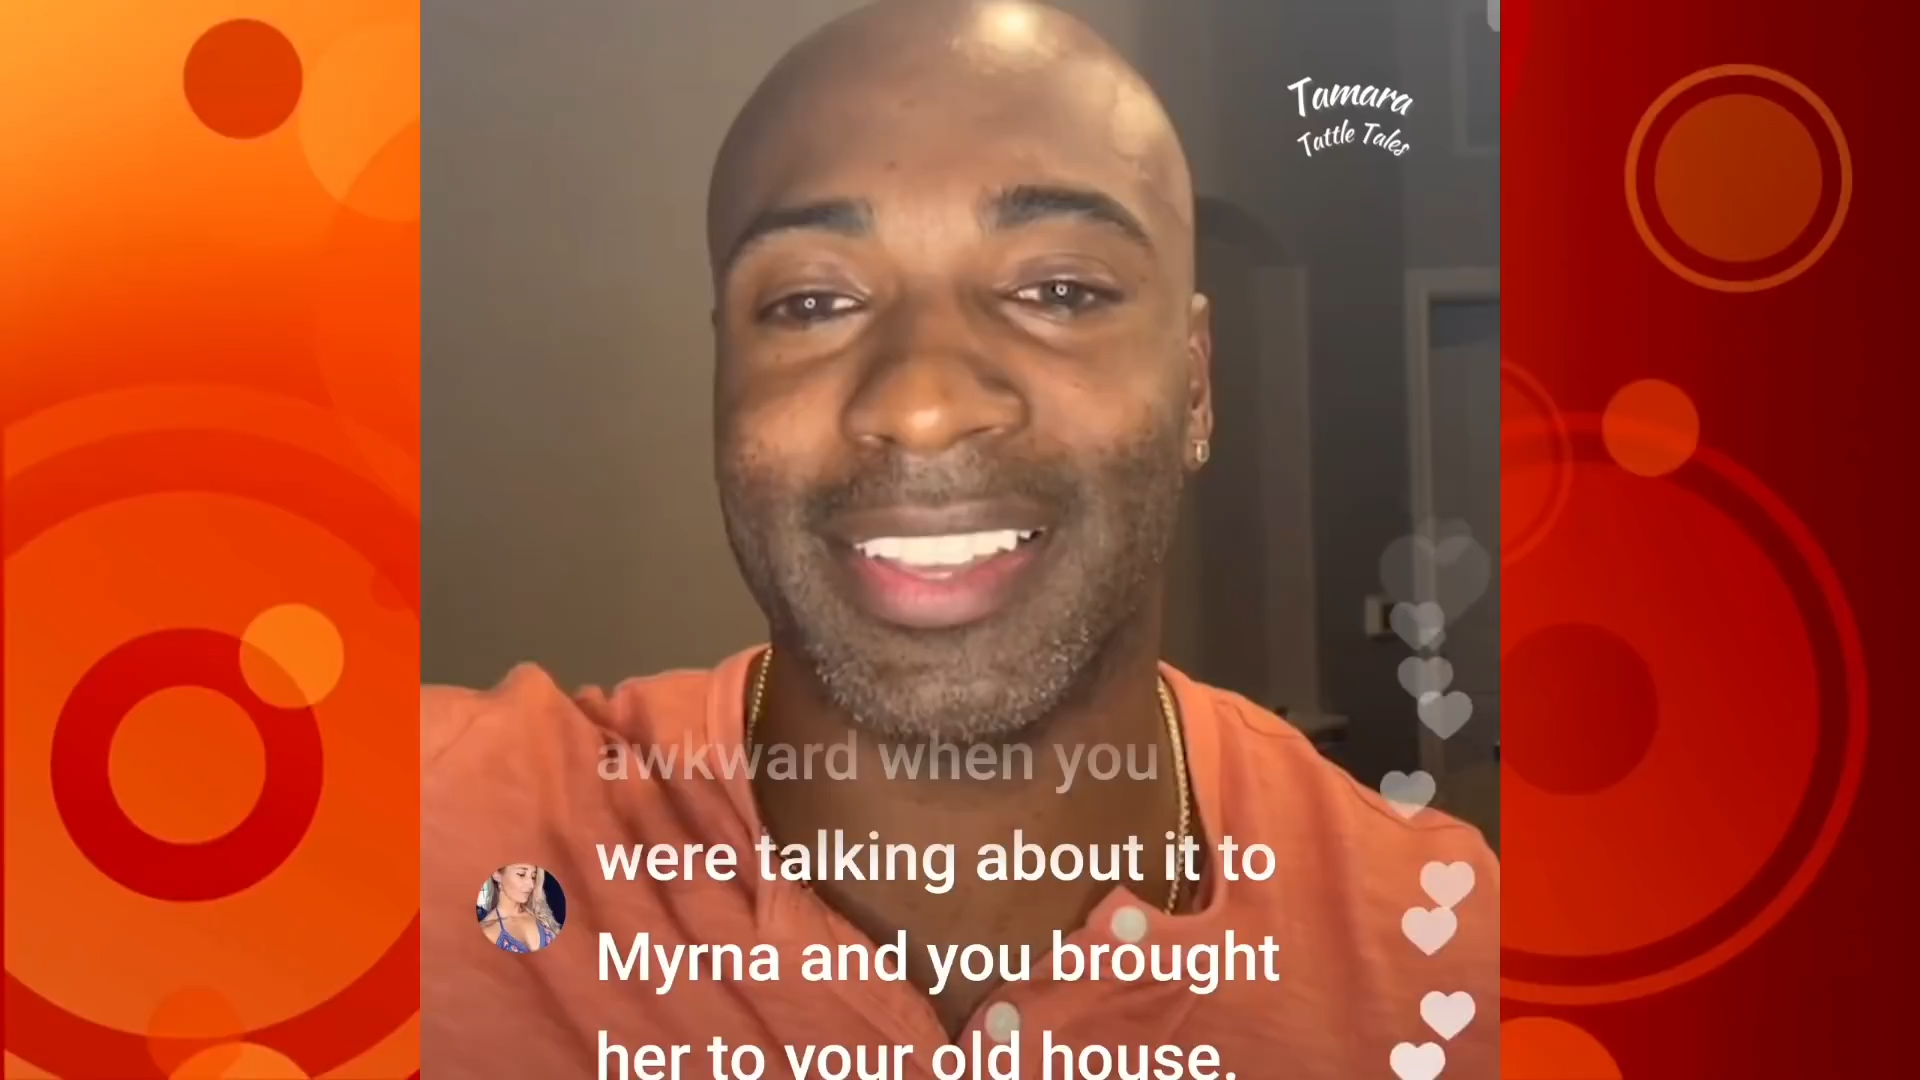 Tamara
Tattle Tales
awkward when you
were talking about it to
Myrna and you brought
her to your old house.